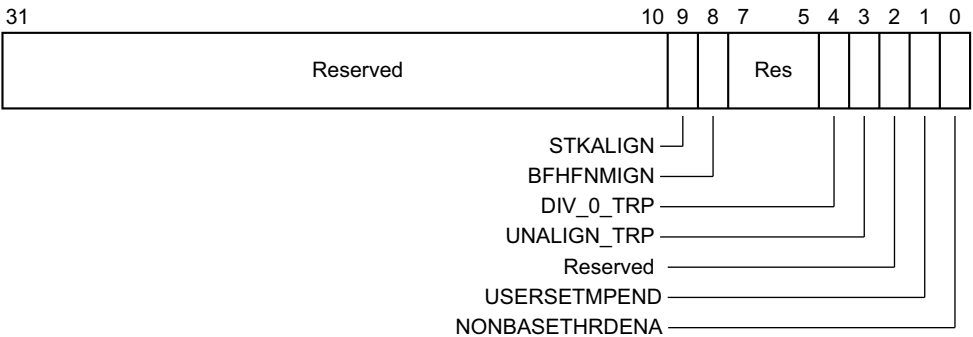 31 10 9 8 7 5 4 3 2 1 0
Reserved Res
STKALIGN
BFHFNMIGN
DIV_0_TRP
UNALIGN_TRP
Reserved
USERSETMPEND
NONBASETHRDENA